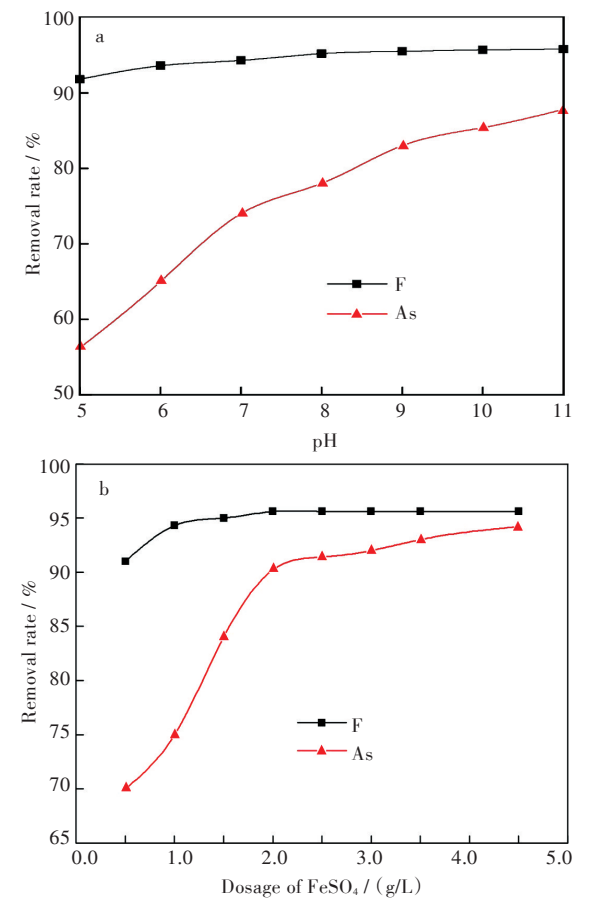 a
100
90
80
70
60
50
Removal rate / %
F
As
5 6 7 8 9 10 11
pH
b
100
95
90
85
80
75
70
65
Removal rate / %
F
As
0.0 1.0 2.0 3.0 4.0 5.0
Dosage of FeSO₄ / (g/L)